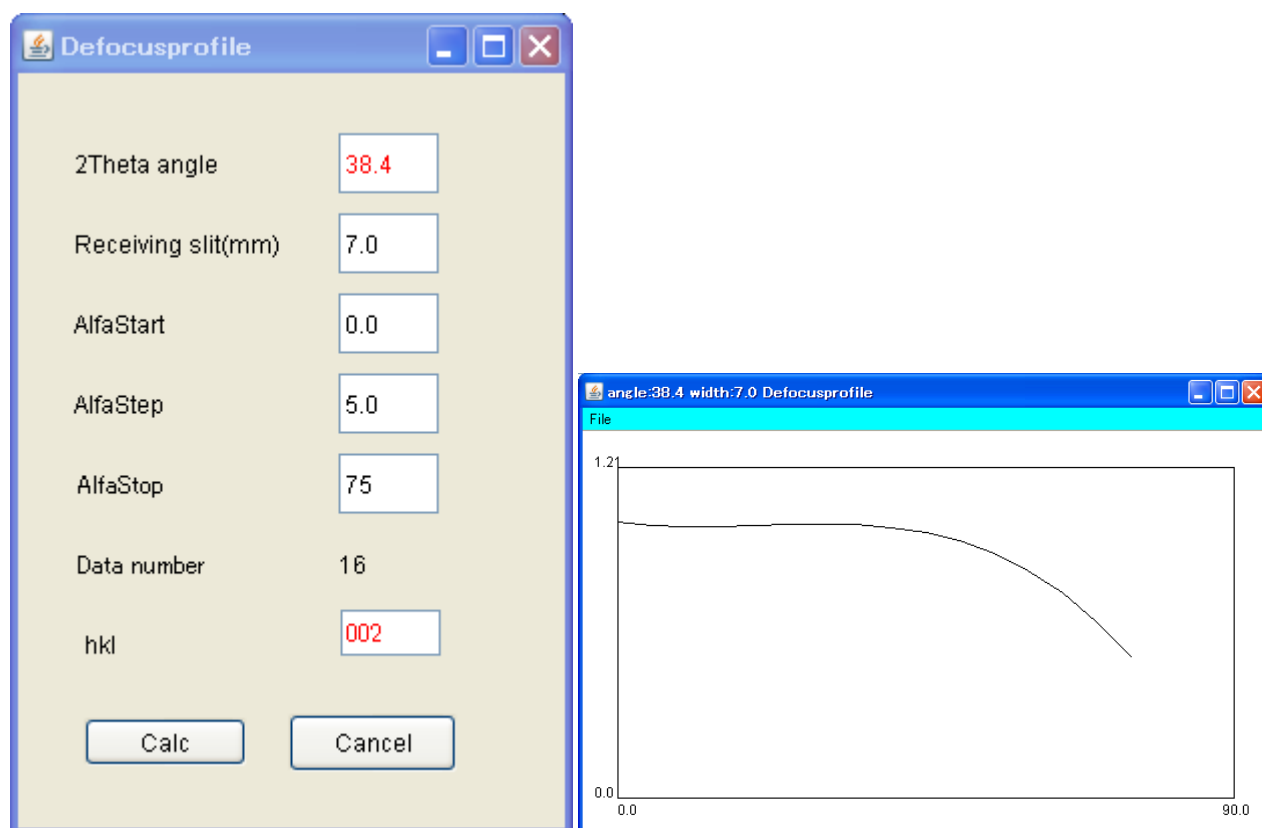 Defocusprofile
2Theta angle 38.4
Receiving slit(mm) 7.0
AlfaStart 0.0
AlfaStep 5.0
AlfaStop 75
Data number 16
hkl 002
Calc Cancel
angle:38.4 width:7.0 Defocusprofile
File
1.21
0.0
0.0 90.0